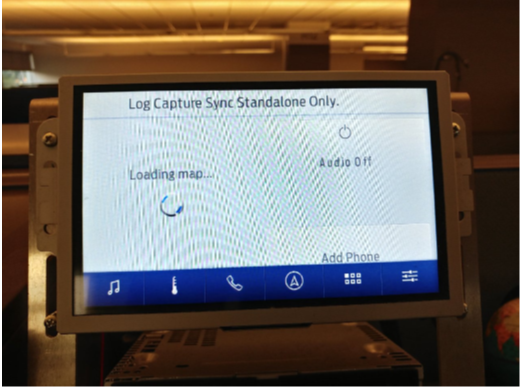 Log Capture Sync Standalone Only.
Audio Off
Loading map...
Add Phone